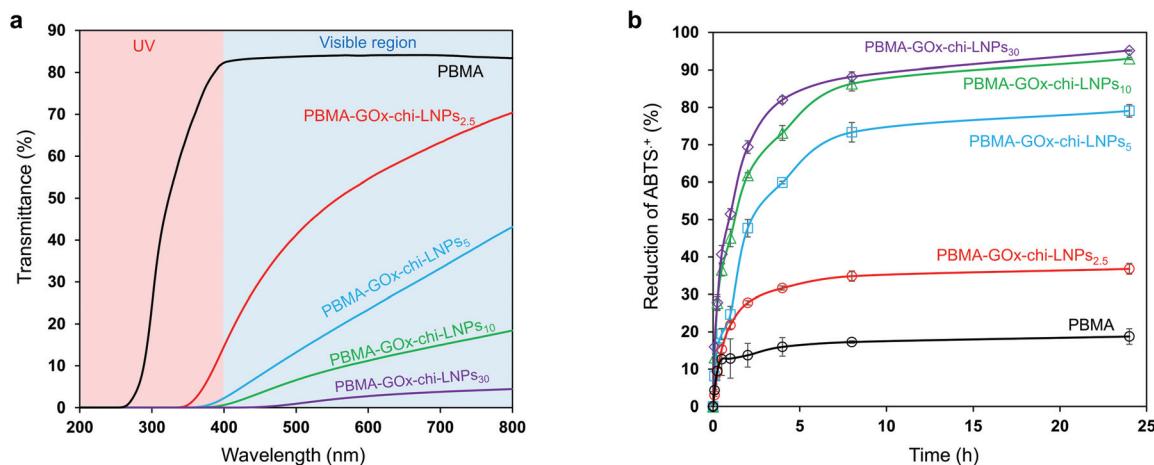 a
UV
Visible region
PBMA
PBMA-GOx-chi-LNPs2.5
PBMA-GOx-chi-LNPs5
PBMA-GOx-chi-LNPs10
PBMA-GOx-chi-LNPs30
Transmittance (%)
90
80
70
60
50
40
30
20
10
0
200 300 400 500 600 700 800
Wavelength (nm)
b
PBMA-GOx-chi-LNPs30
PBMA-GOx-chi-LNPs10
PBMA-GOx-chi-LNPs5
PBMA-GOx-chi-LNPs2.5
PBMA
Reduction of ABTS·+ (%)
100
90
80
70
60
50
40
30
20
10
0
0 5 10 15 20 25
Time (h)